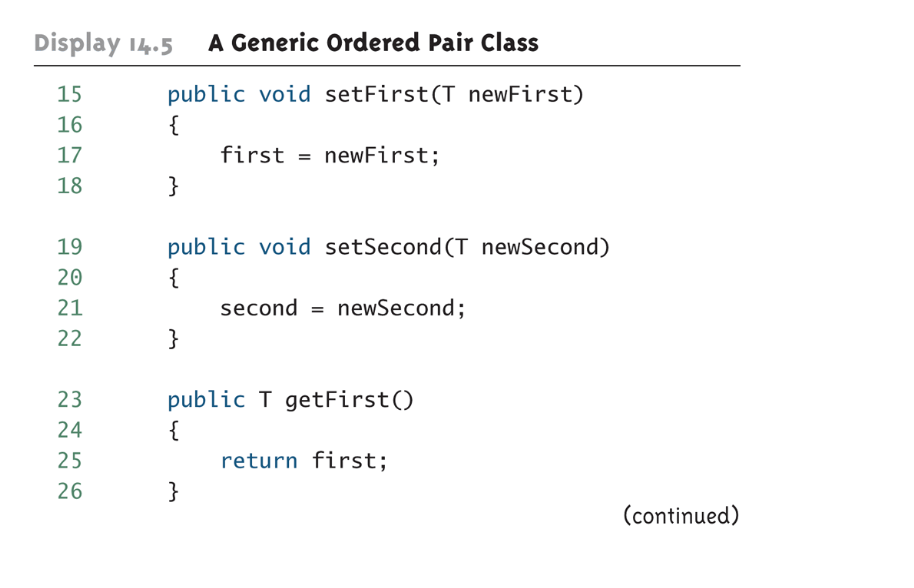 Display 14.5 A Generic Ordered Pair Class
15 public void setFirst(T newFirst)
16 {
17 first = newFirst;
18 }
19 public void setSecond(T newSecond)
20 {
21 second = newSecond;
22 }
23 public T getFirst()
24 {
25 return first;
26 }
(continued)